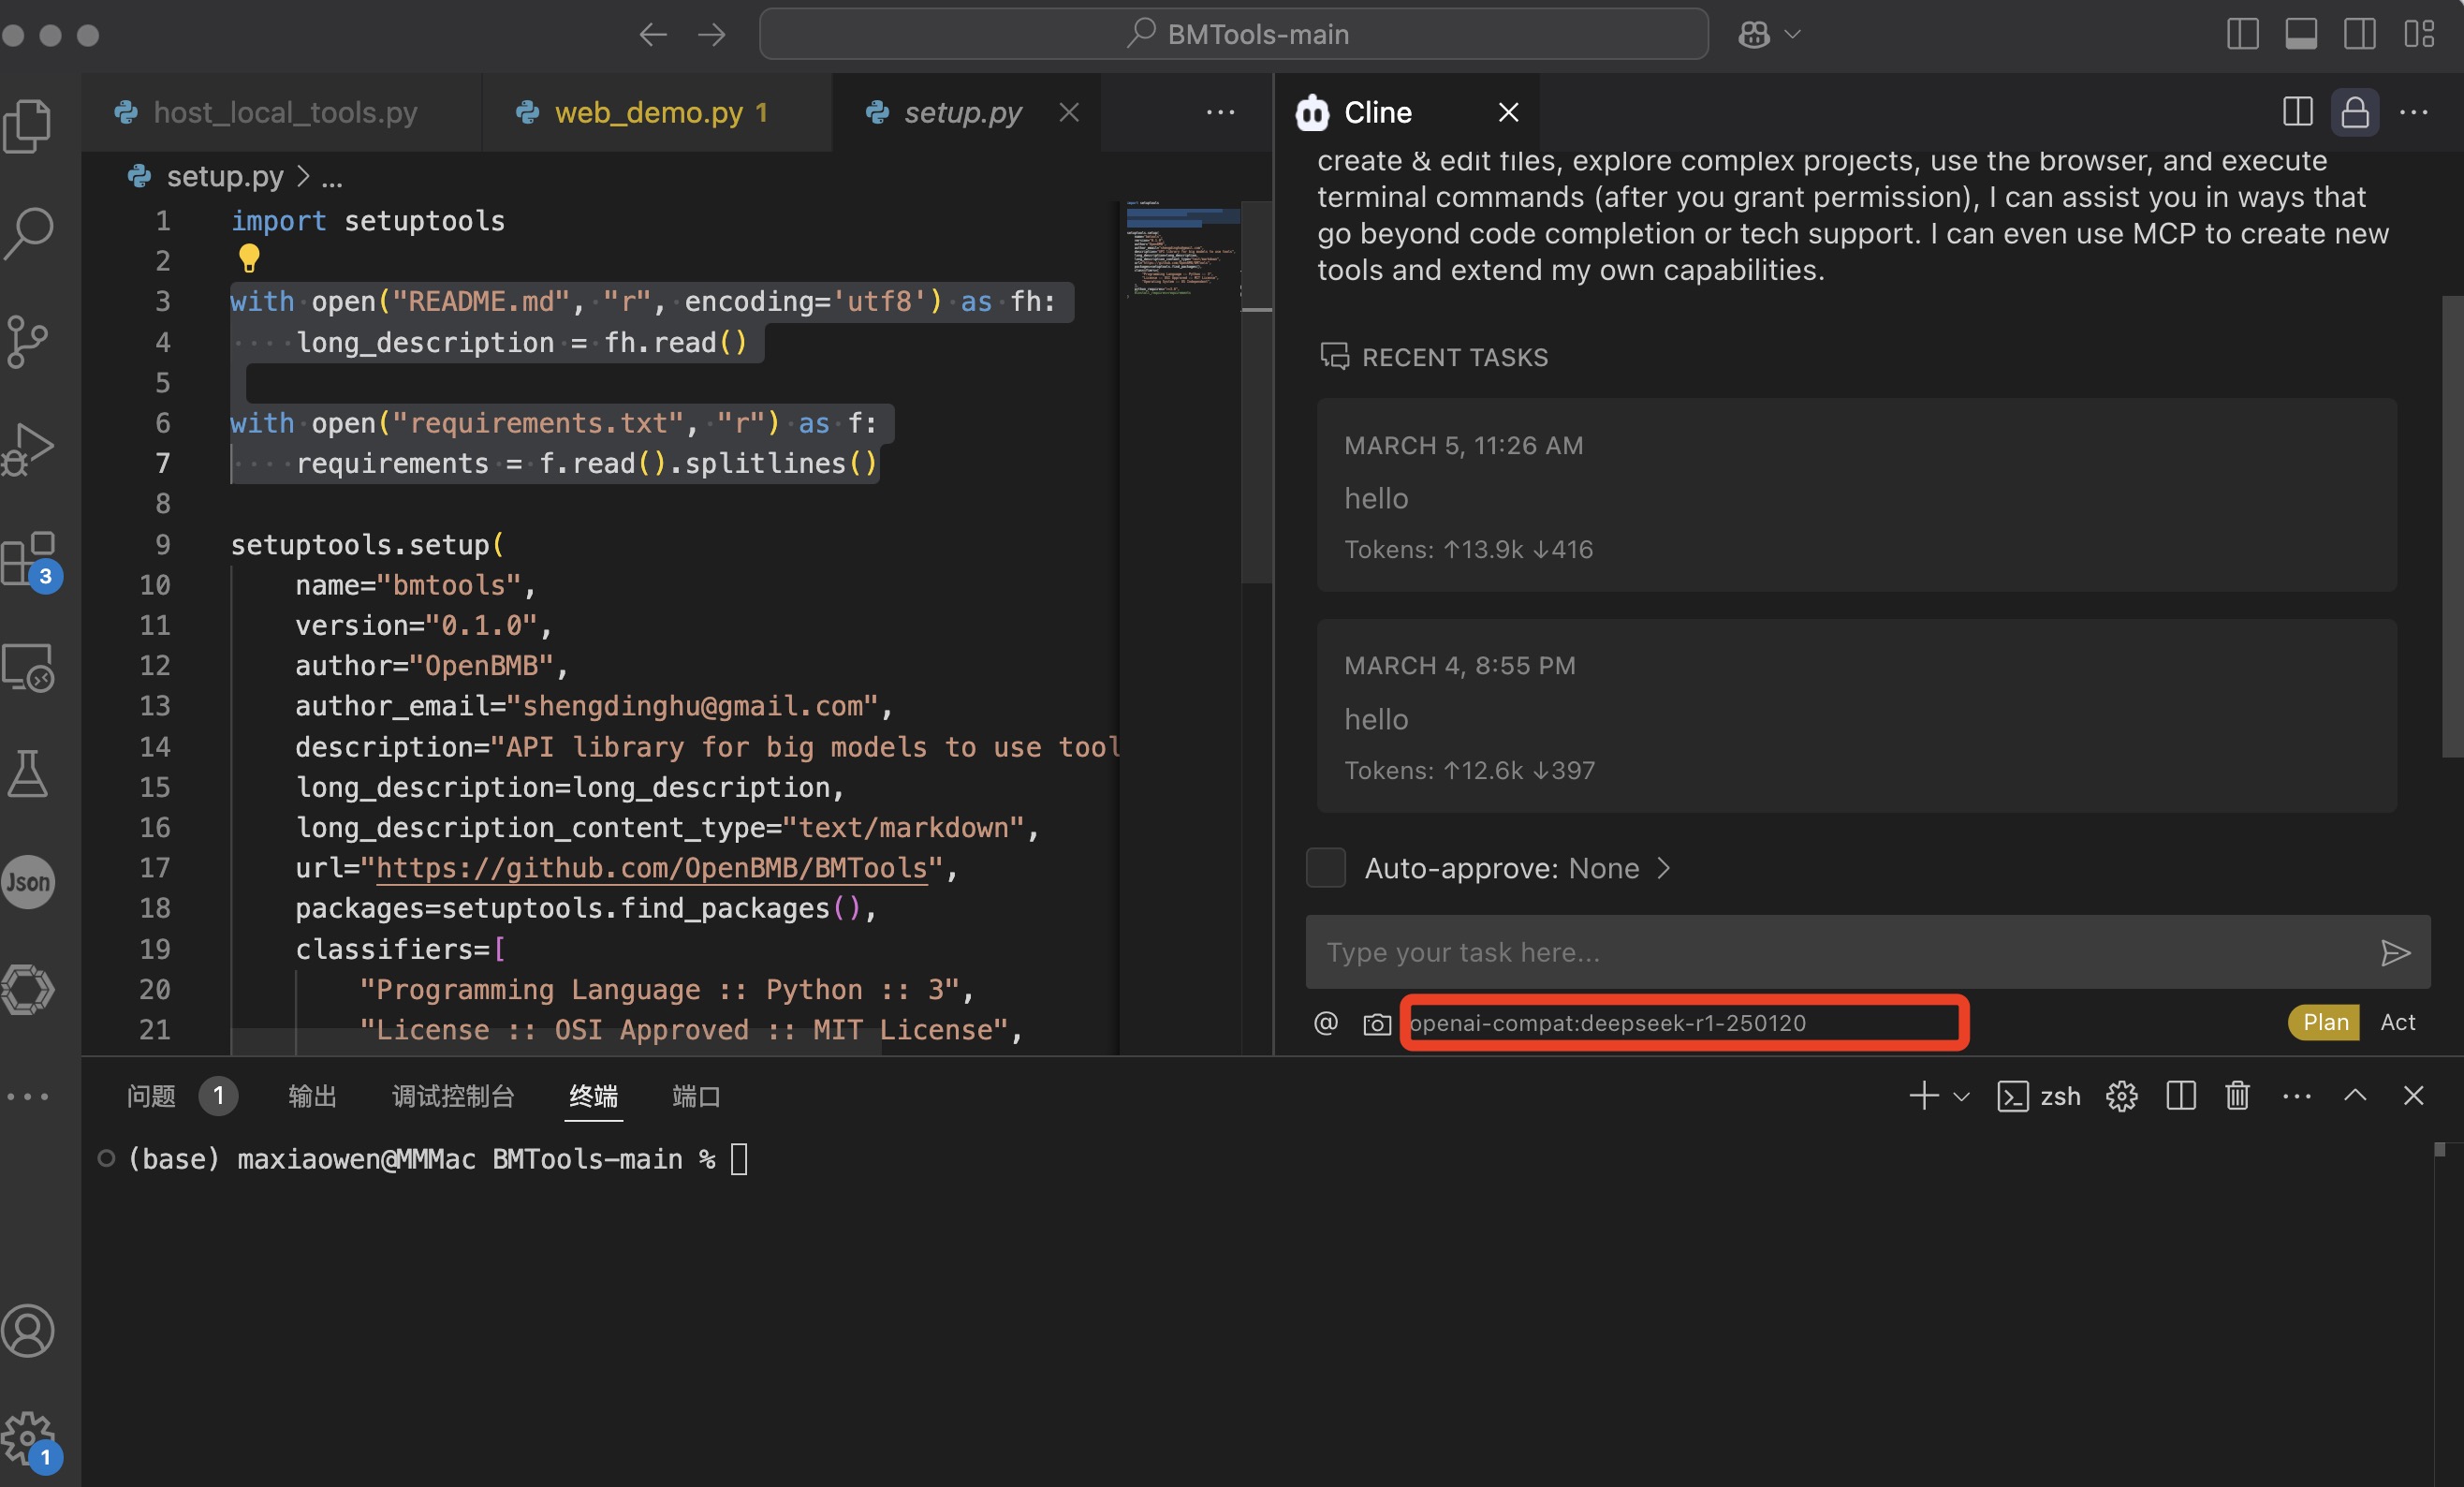 BMTools-main
host_local_tools.py
web_demo.py 1
setup.py
setup.py > ...
1 import setuptools
2
3 with open("README.md", "r", encoding='utf8') as fh:
4 long_description = fh.read()
5
6 with open("requirements.txt", "r") as f:
7 requirements = f.read().splitlines()
8
9 setuptools.setup(
10 name="bmtools",
11 version="0.1.0",
12 author="OpenBMB",
13 author_email="shengdinghu@gmail.com",
14 description="API library for big models to use tool
15 long_description=long_description,
16 long_description_content_type="text/markdown",
17 url="https://github.com/OpenBMB/BMTools",
18 packages=setuptools.find_packages(),
19 classifiers=[
20 "Programming Language :: Python :: 3",
21 "License :: OSI Approved :: MIT License",
Cline
create & edit files, explore complex projects, use the browser, and execute
terminal commands (after you grant permission), I can assist you in ways that
go beyond code completion or tech support. I can even use MCP to create new
tools and extend my own capabilities.
RECENT TASKS
MARCH 5, 11:26 AM
hello
Tokens: ↑13.9k ↓416
MARCH 4, 8:55 PM
hello
Tokens: ↑12.6k ↓397
Auto-approve: None >
Type your task here...
@ openai-compat:deepseek-r1-250120
Plan Act
3
Json
1
问题 1 输出 调试控制台 终端 端口
zsh
(base) maxiaowen@MMMac BMTools-main %